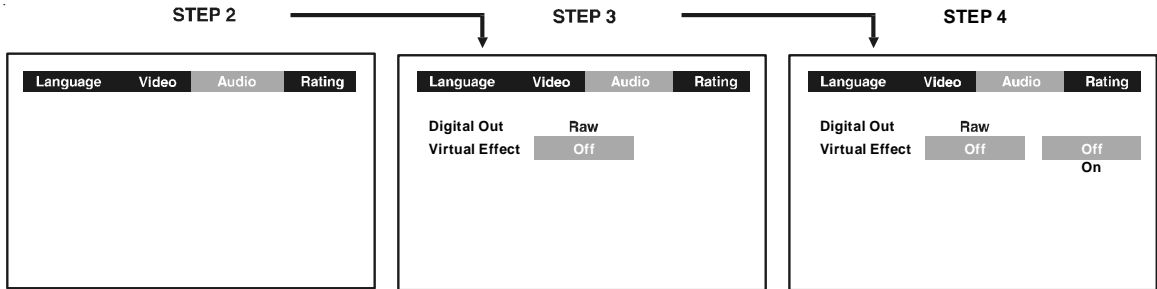 STEP 2
STEP 3
STEP 4
Language Video Audio Rating
Language Video Audio Rating
Digital Out Raw
Virtual Effect Off
Language Video Audio Rating
Digital Out Raw
Virtual Effect Off Off
On